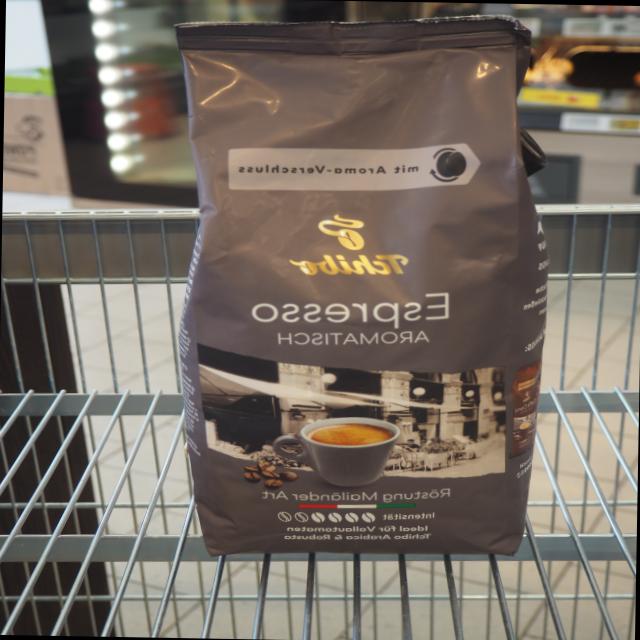 mit Aroma-Verschluss
Tchibo
Espresso
AROMATISCH
Röstung Mailänder Art
Intensität
Ideal für Vollautomaten
Tchibo Arabica & Robusta